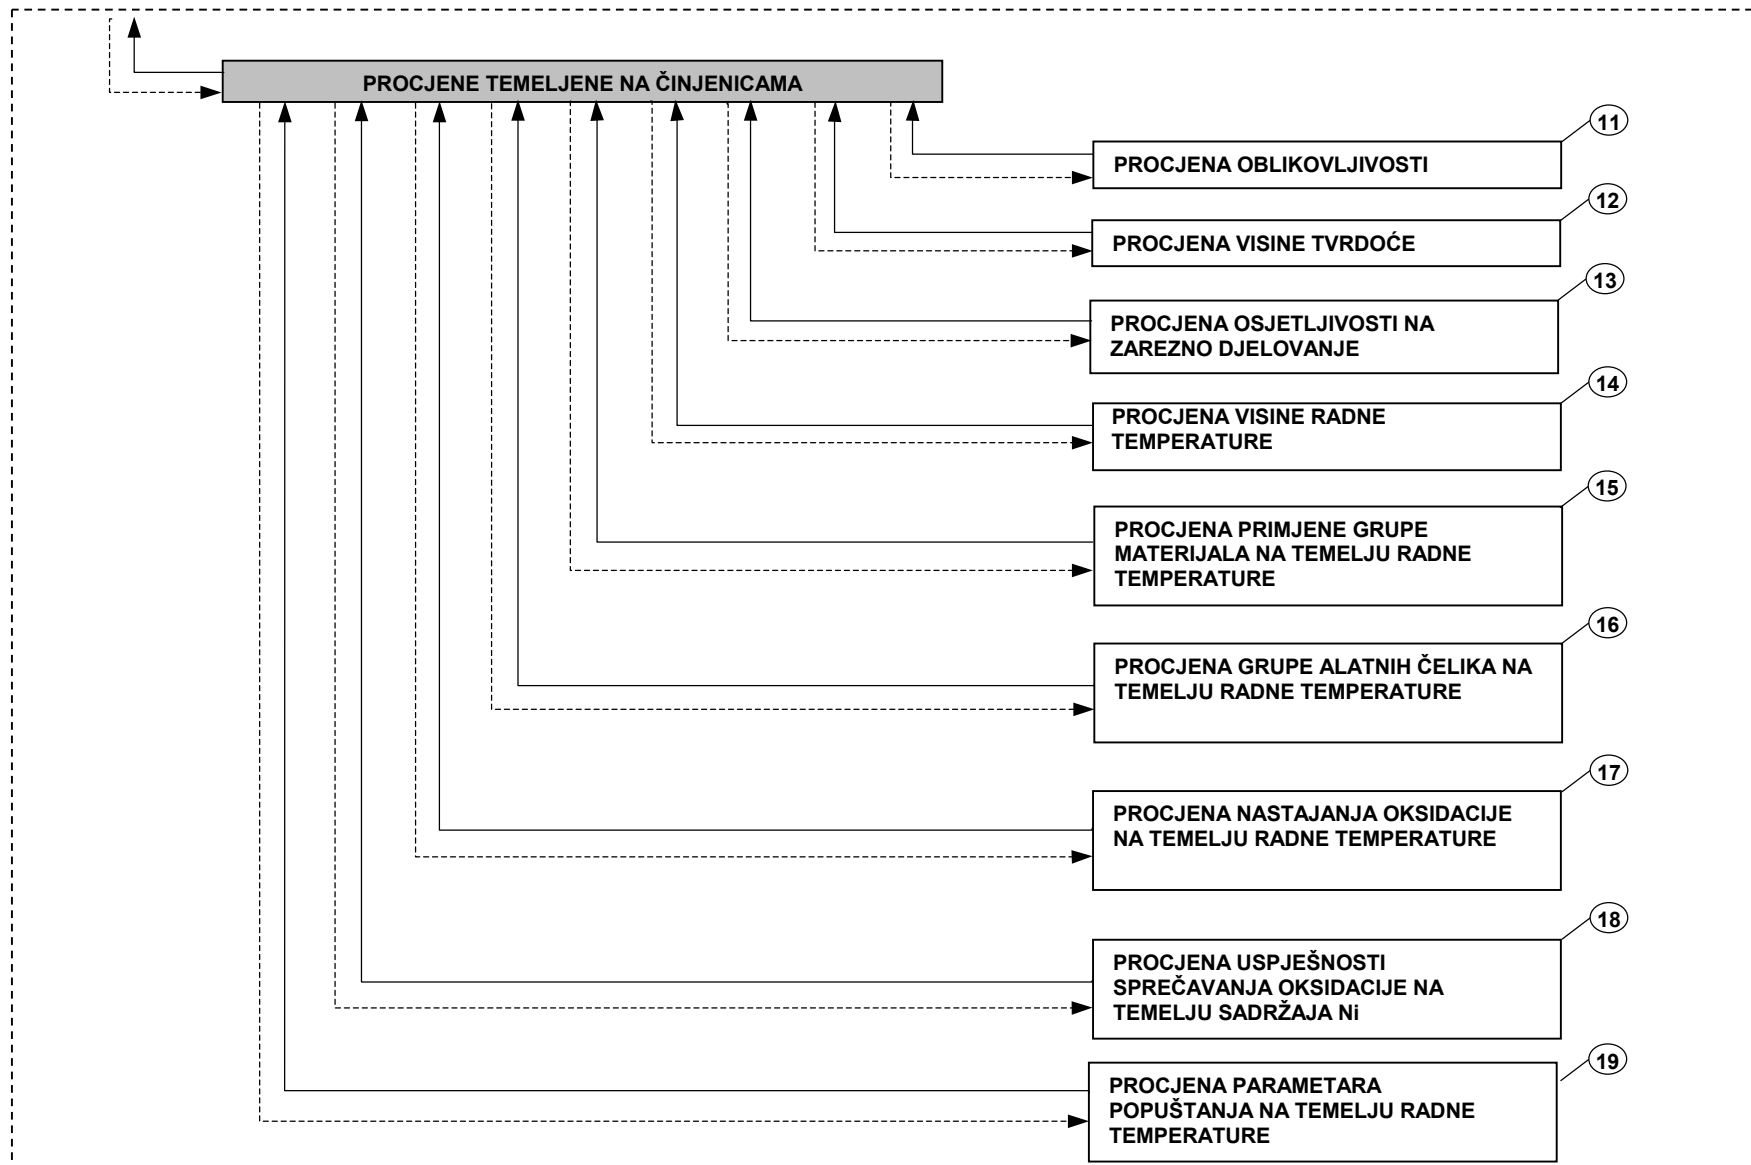 PROCJENE TEMELJENE NA ČINJENICAMA
11
PROCJENA OBLIKOVLJIVOSTI
12
PROCJENA VISINE TVRDOĆE
13
PROCJENA OSJETLJIVOSTI NA
ZAREZNO DJELOVANJE
14
PROCJENA VISINE RADNE
TEMPERATURE
15
PROCJENA PRIMJENE GRUPE
MATERIJALA NA TEMELJU RADNE
TEMPERATURE
16
PROCJENA GRUPE ALATNIH ČELIKA NA
TEMELJU RADNE TEMPERATURE
17
PROCJENA NASTAJANJA OKSIDACIJE
NA TEMELJU RADNE TEMPERATURE
18
PROCJENA USPJEŠNOSTI
SPREČAVANJA OKSIDACIJE NA
TEMELJU SADRŽAJA Ni
19
PROCJENA PARAMETARA
POPUŠTANJA NA TEMELJU RADNE
TEMPERATURE